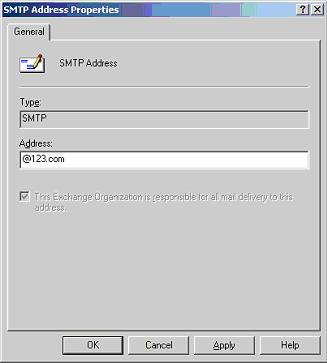 SMTP Address Properties
General
SMTP Address
Type:
SMTP
Address:
@123.com
This Exchange Organization is responsible for all mail delivery to this
address.
OK Cancel Apply Help